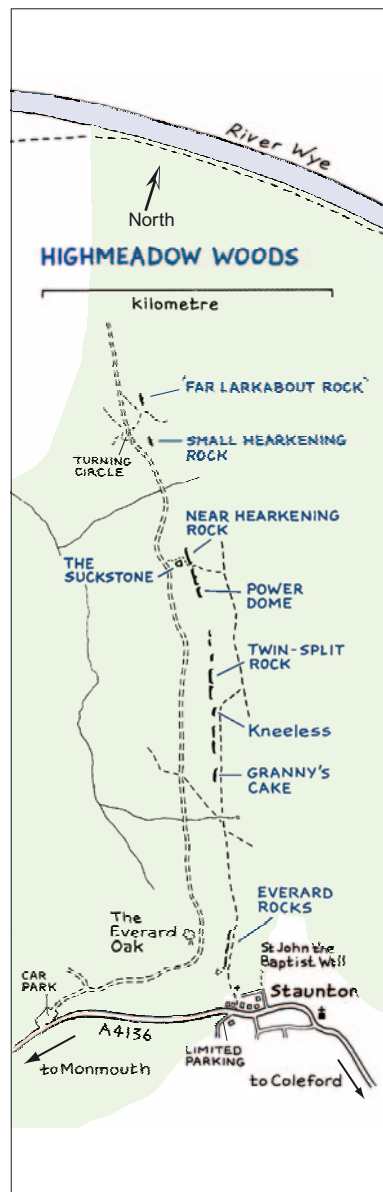 River Wye
North
HIGHMEADOW WOODS
kilometre
'FAR LARKABOUT ROCK'
SMALL HEARKENING
ROCK
TURNING
CIRCLE
NEAR HEARKENING
ROCK
THE
SUCKSTONE
POWER
DOME
TWIN-SPLIT
ROCK
Kneeless
GRANNY'S
CAKE
EVERARD
ROCKS
The
Everard
Oak
St John the
Baptist Well
CAR
PARK
Staunton
A4136
LIMITED
PARKING
to Monmouth
to Coleford